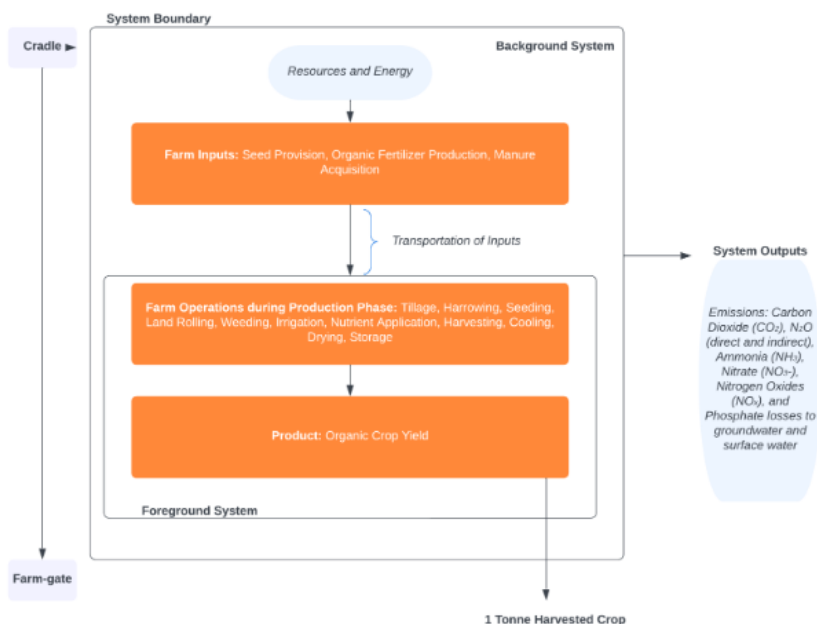 System Boundary
Cradle
Background System
Resources and Energy
Farm Inputs: Seed Provision, Organic Fertilizer Production, Manure
Acquisition
Transportation of Inputs
System Outputs
Farm Operations during Production Phase: Tillage, Harrowing, Seeding,
Land Rolling, Weeding, Irrigation, Nutrient Application, Harvesting, Cooling,
Drying, Storage
Emissions: Carbon
Dioxide (CO₂), N₂O
(direct and indirect),
Ammonia (NH₃),
Nitrate (NO₃-),
Nitrogen Oxides
(NOₓ), and
Phosphate losses to
groundwater and
surface water
Product: Organic Crop Yield
Foreground System
Farm-gate
1 Tonne Harvested Crop